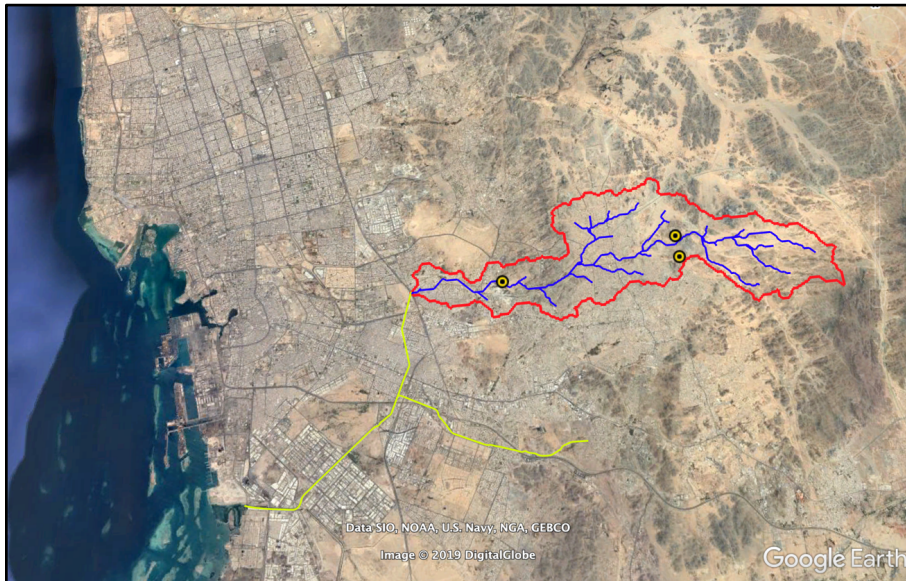 Data SIO, NOAA, U.S. Navy, NGA, GEBCO
Image © 2019 DigitalGlobe
Google Earth